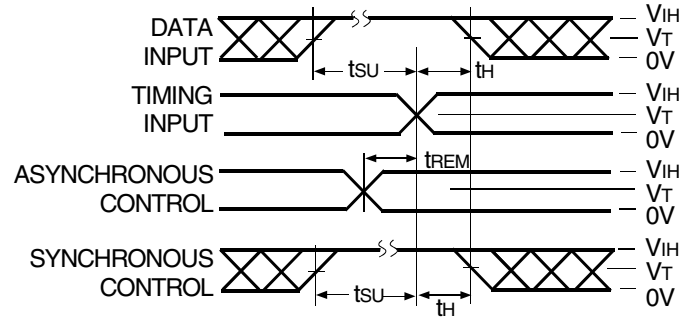 DATA
INPUT
tSU
tH
VIH
VT
0V
TIMING
INPUT
VIH
VT
0V
tREM
ASYNCHRONOUS
CONTROL
VIH
VT
0V
SYNCHRONOUS
CONTROL
tSU
tH
VIH
VT
0V